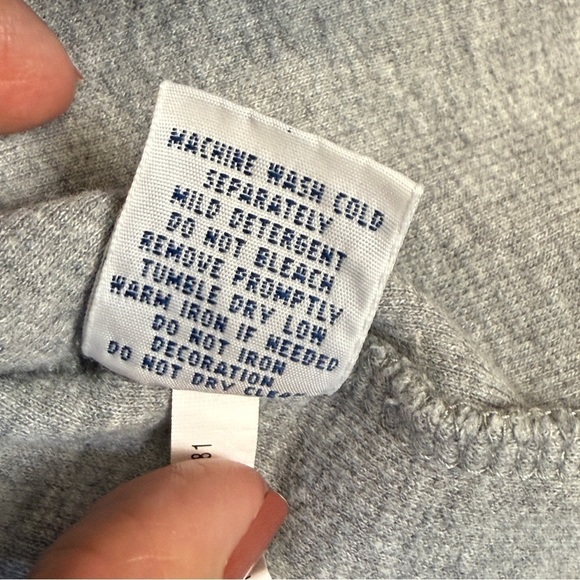 MACHINE WASH COLD
SEPARATELY
MILD DETERGENT
DO NOT BLEACH
REMOVE PROMPTLY
TUMBLE DRY LOW
WARM IRON IF NEEDED
DO NOT IRON
DECORATION
DO NOT DRY CLEAN
81